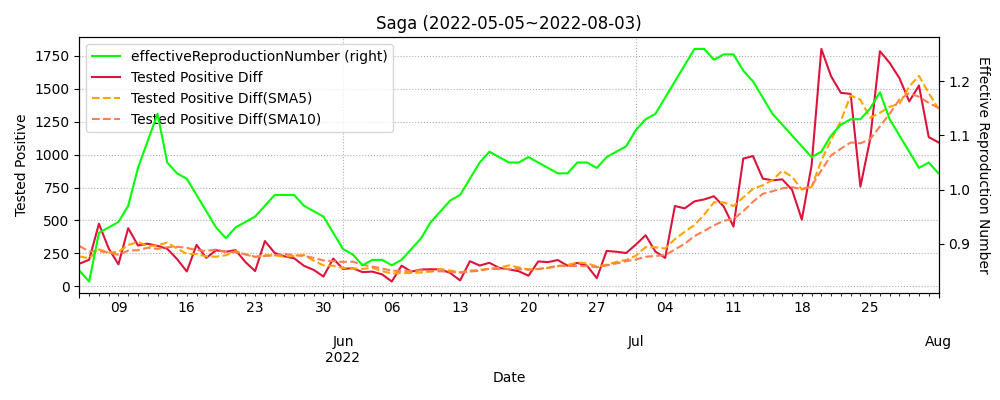 Saga (2022-05-05~2022-08-03)
effectiveReproductionNumber (right)
Tested Positive Diff
Tested Positive Diff(SMA5)
Tested Positive Diff(SMA10)
Tested Positive
1750
1500
1250
1000
750
500
250
0
Effective Reproduction Number
1.2
1.1
1.0
0.9
09 16 23 30 06 13 20 27 04 11 18 25
Jun Jul Aug
2022
Date